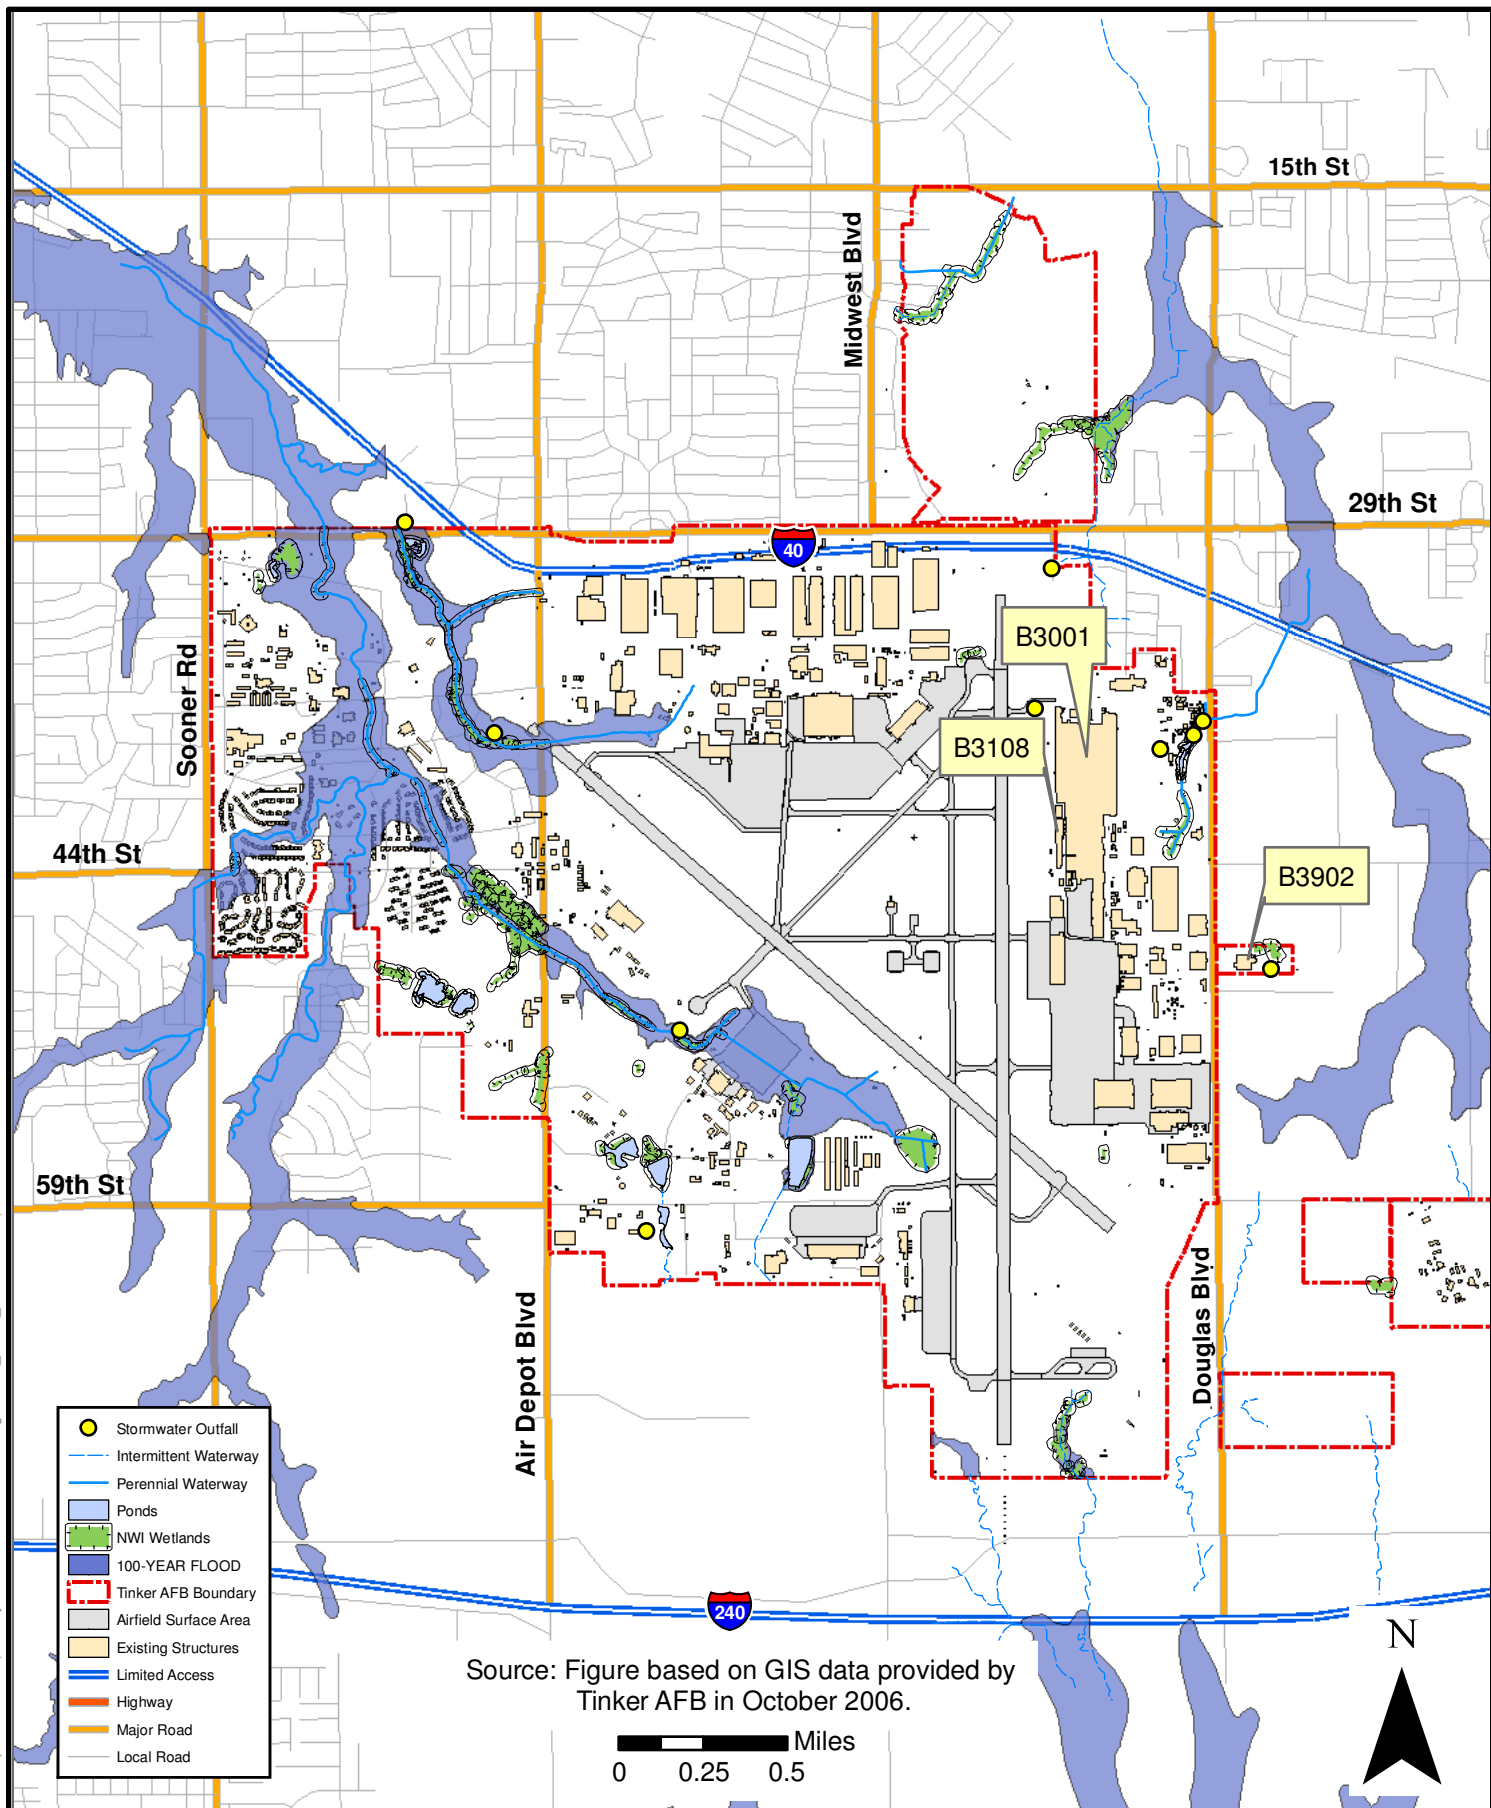 15th St
Midwest Blvd
29th St
40
B3001
Sooner Rd
B3108
44th St
B3902
59th St
Douglas Blvd
Air Depot Blvd
Stormwater Outfall
Intermittent Waterway
Perennial Waterway
Ponds
NWI Wetlands
100-YEAR FLOOD
Tinker AFB Boundary
Airfield Surface Area
Existing Structures
Limited Access
Highway
Major Road
Local Road
240
N
Source: Figure based on GIS data provided by
Tinker AFB in October 2006.
Miles
0 0.25 0.5